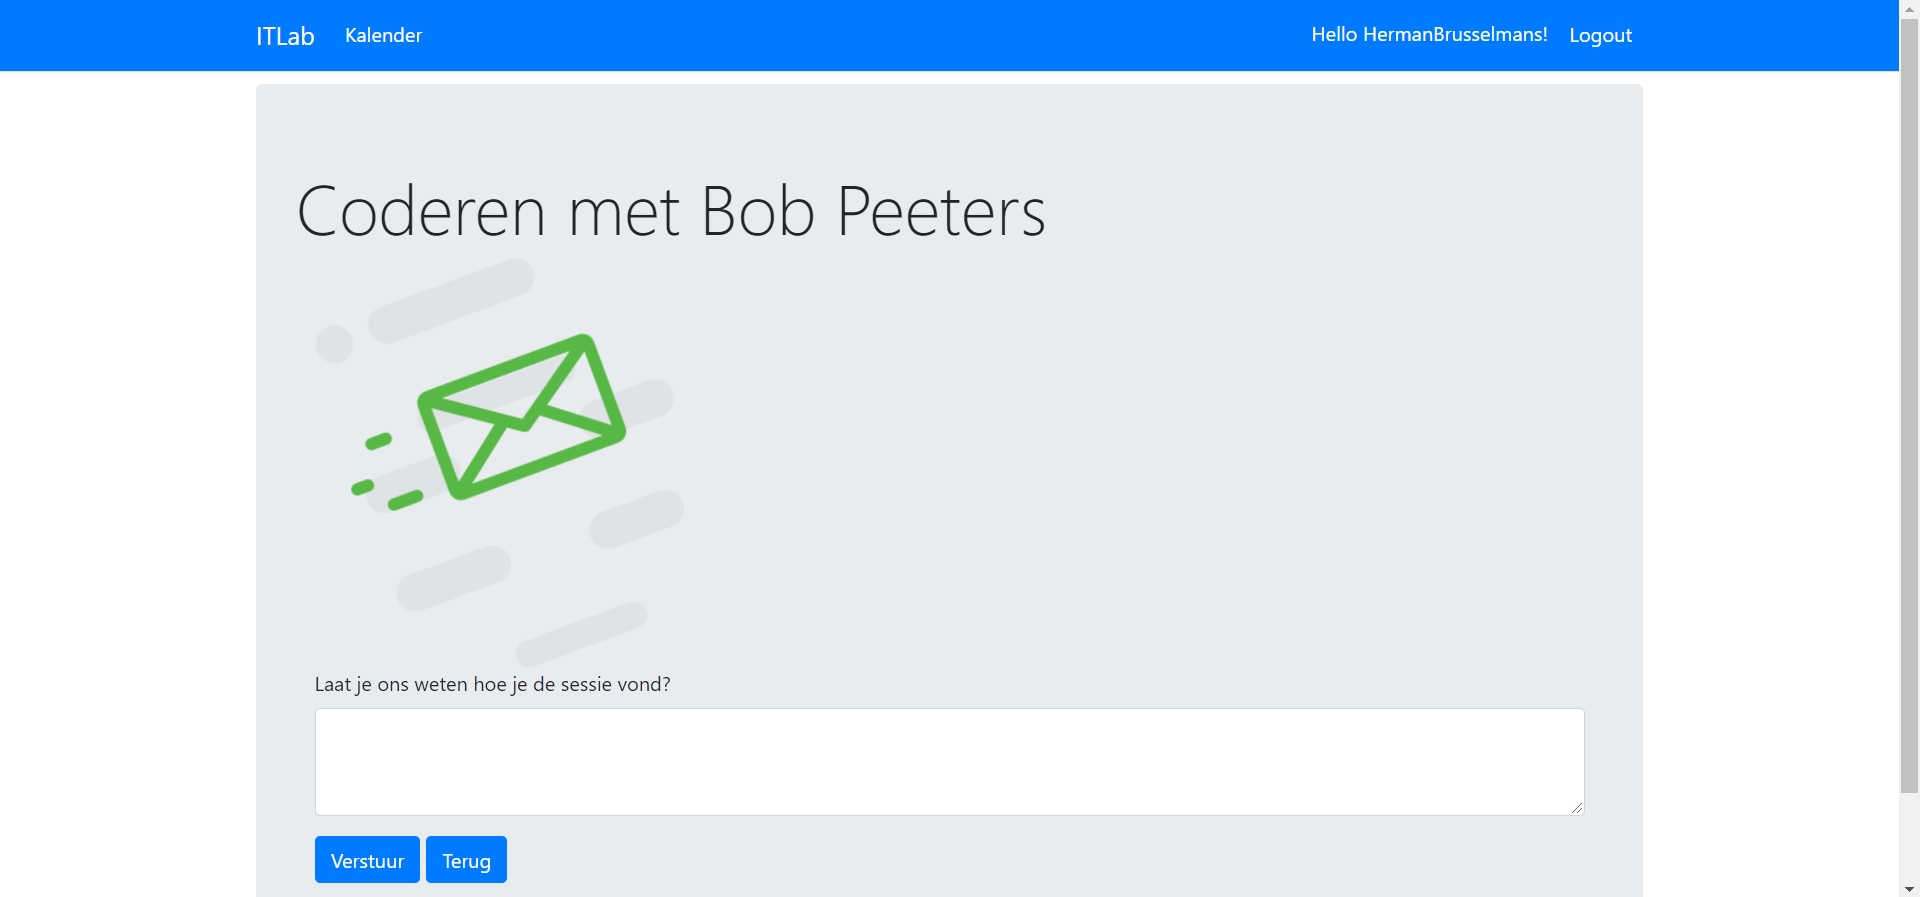 ITLab Kalender Hello HermanBrusselmans! Logout
Coderen met Bob Peeters
Laat je ons weten hoe je de sessie vond?
Verstuur Terug